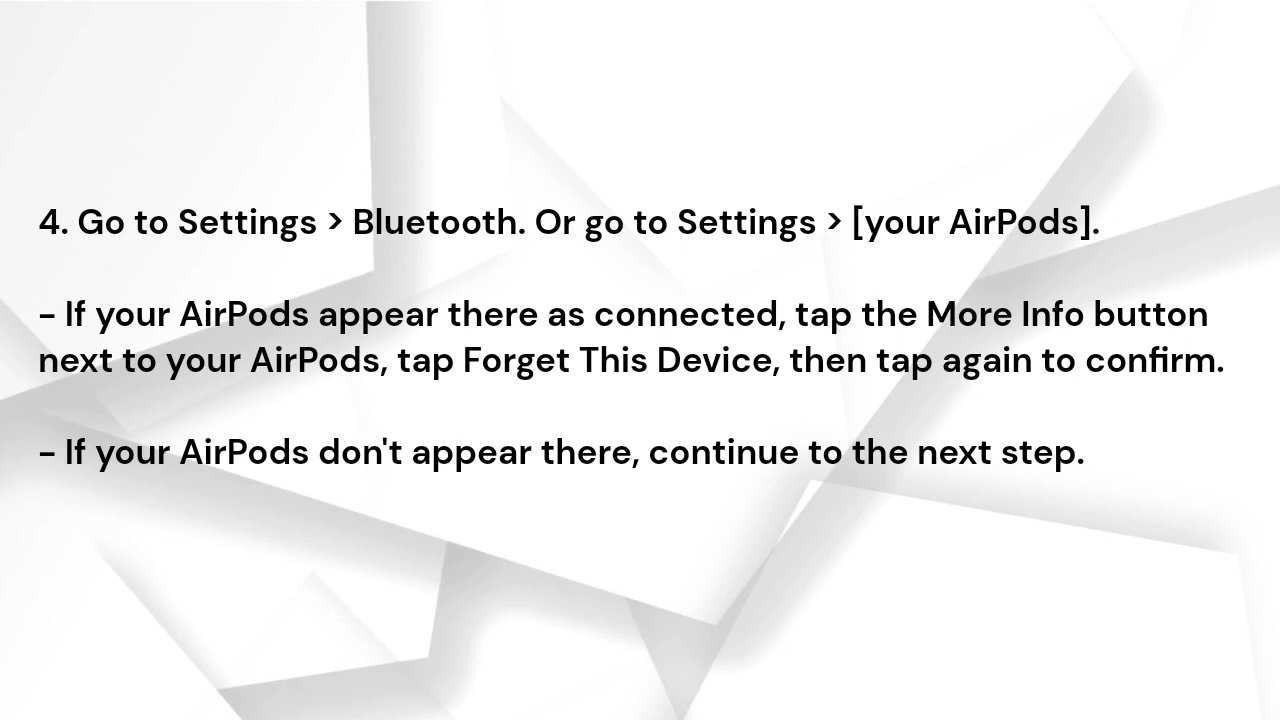 4. Go to Settings > Bluetooth. Or go to Settings > [your AirPods].
- If your AirPods appear there as connected, tap the More Info button
next to your AirPods, tap Forget This Device, then tap again to confirm.
- If your AirPods don't appear there, continue to the next step.